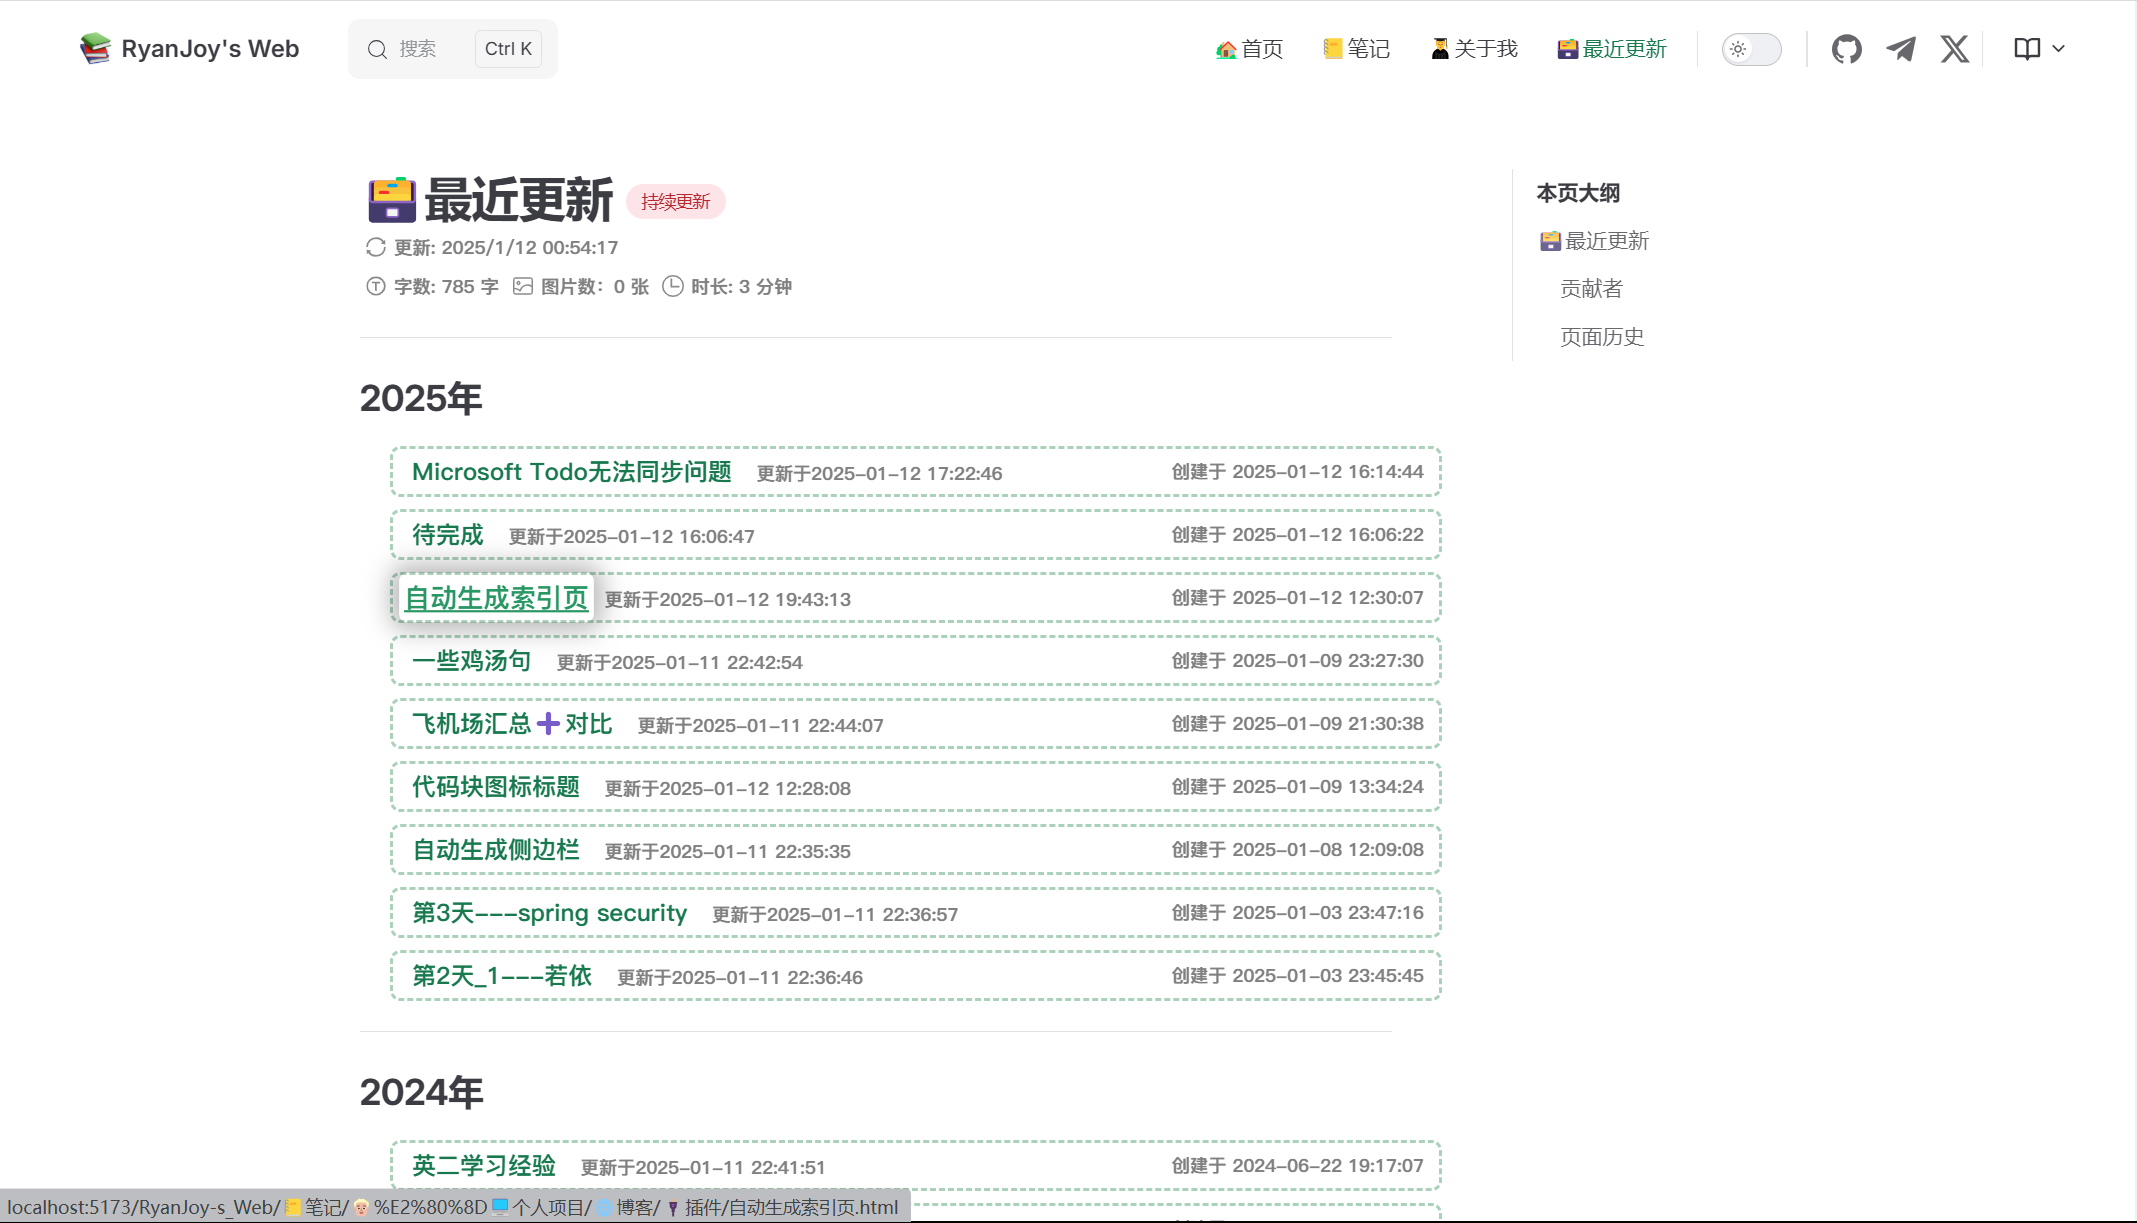 RyanJoy's Web 搜索 Ctrl K 首页 笔记 关于我 最近更新
最近更新 持续更新
更新: 2025/1/12 00:54:17
字数: 785 字 图片数：0 张 时长: 3 分钟
本页大纲
最近更新
贡献者
页面历史
2025年
Microsoft Todo无法同步问题 更新于2025-01-12 17:22:46 创建于 2025-01-12 16:14:44
待完成 更新于2025-01-12 16:06:47 创建于 2025-01-12 16:06:22
自动生成索引页 更新于2025-01-12 19:43:13 创建于 2025-01-12 12:30:07
一些鸡汤句 更新于2025-01-11 22:42:54 创建于 2025-01-09 23:27:30
飞机场汇总➕对比 更新于2025-01-11 22:44:07 创建于 2025-01-09 21:30:38
代码块图标标题 更新于2025-01-12 12:28:08 创建于 2025-01-09 13:34:24
自动生成侧边栏 更新于2025-01-11 22:35:35 创建于 2025-01-08 12:09:08
第3天---spring security 更新于2025-01-11 22:36:57 创建于 2025-01-03 23:47:16
第2天_1---若依 更新于2025-01-11 22:36:46 创建于 2025-01-03 23:45:45
2024年
英二学习经验 更新于2025-01-11 22:41:51 创建于 2024-06-22 19:17:07
localhost:5173/RyanJoy-s_Web/📒笔记/👨🏼%E2%80%8D💻个人项目/🌐博客/🎙插件/自动生成索引页.html